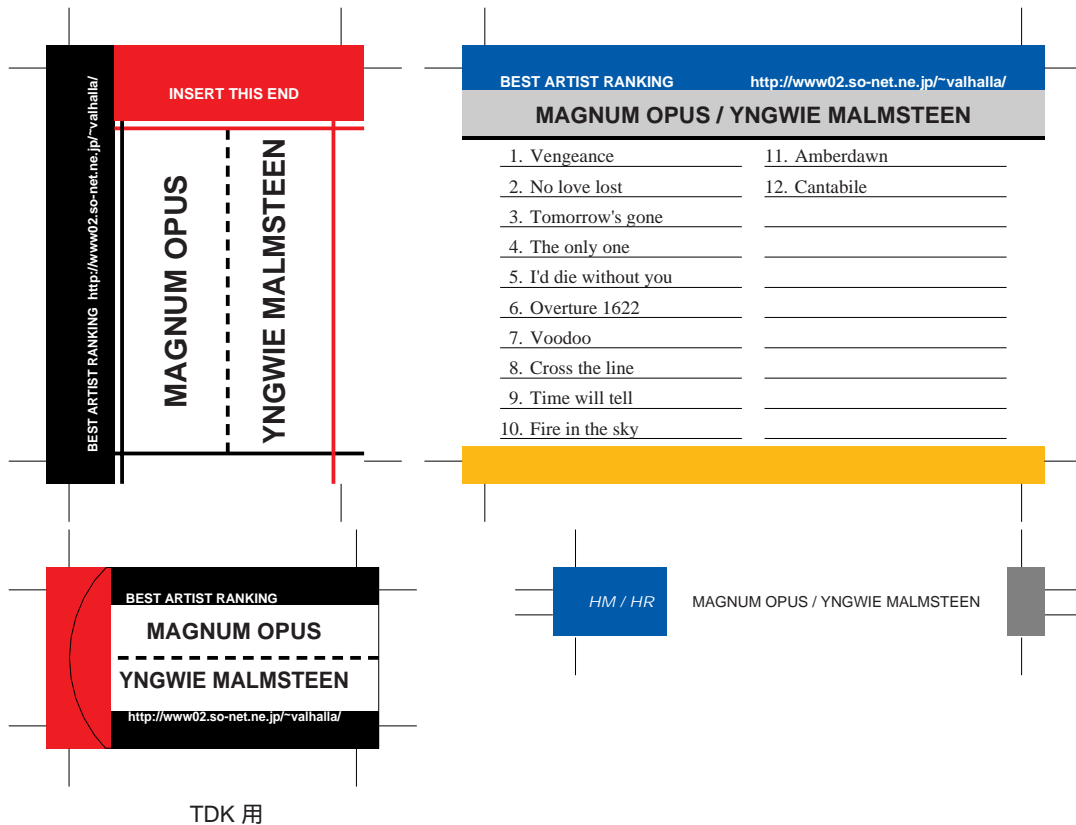 INSERT THIS END
BEST ARTIST RANKING http://www02.so-net.ne.jp/~valhalla/
MAGNUM OPUS
YNGWIE MALMSTEEN
BEST ARTIST RANKING http://www02.so-net.ne.jp/~valhalla/
MAGNUM OPUS / YNGWIE MALMSTEEN
1. Vengeance
2. No love lost
3. Tomorrow's gone
4. The only one
5. I'd die without you
6. Overture 1622
7. Voodoo
8. Cross the line
9. Time will tell
10. Fire in the sky
11. Amberdawn
12. Cantabile
BEST ARTIST RANKING
MAGNUM OPUS
YNGWIE MALMSTEEN
http://www02.so-net.ne.jp/~valhalla/
HM / HR MAGNUM OPUS / YNGWIE MALMSTEEN
TDK 用